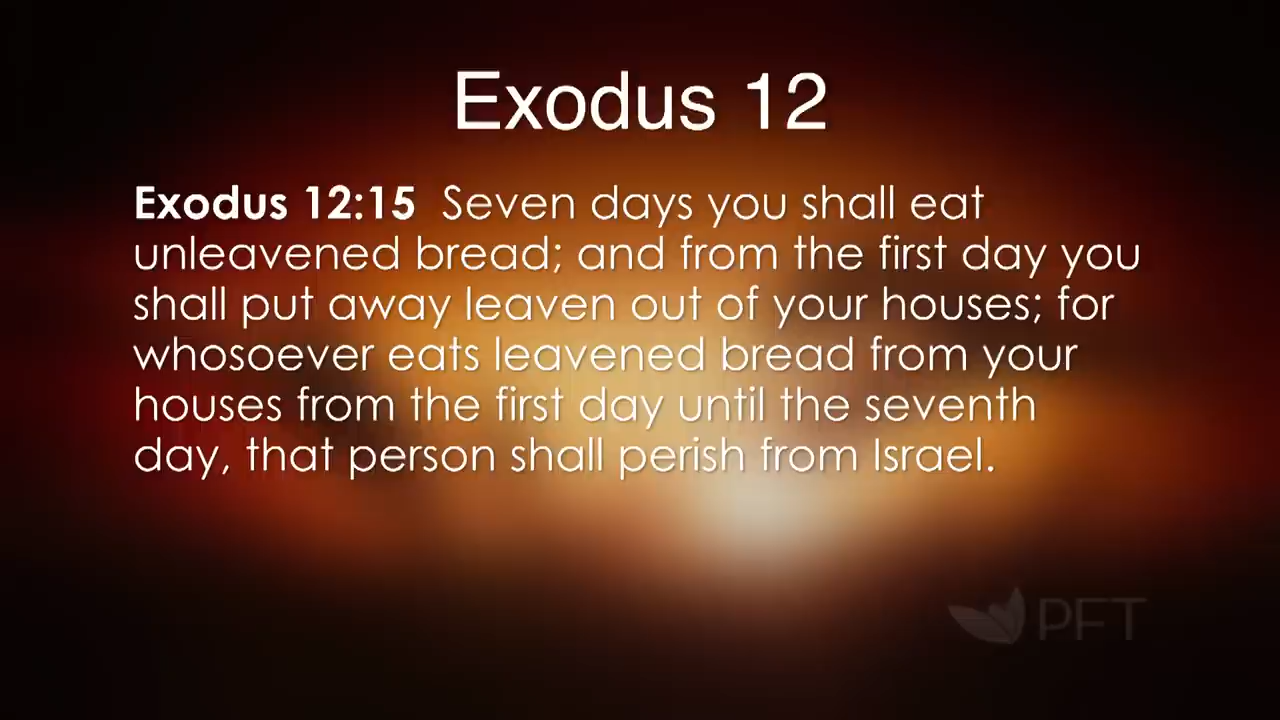 Exodus 12
Exodus 12:15  Seven days you shall eat
unleavened bread; and from the first day you
shall put away leaven out of your houses; for
whosoever eats leavened bread from your
houses from the first day until the seventh
day, that person shall perish from Israel.
PFT